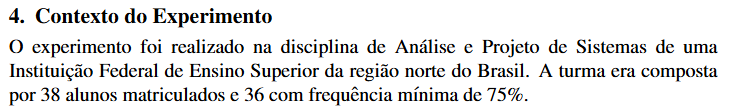 4. Contexto do Experimento
O experimento foi realizado na disciplina de Análise e Projeto de Sistemas de uma
Instituição Federal de Ensino Superior da região norte do Brasil. A turma era composta
por 38 alunos matriculados e 36 com frequência mínima de 75%.